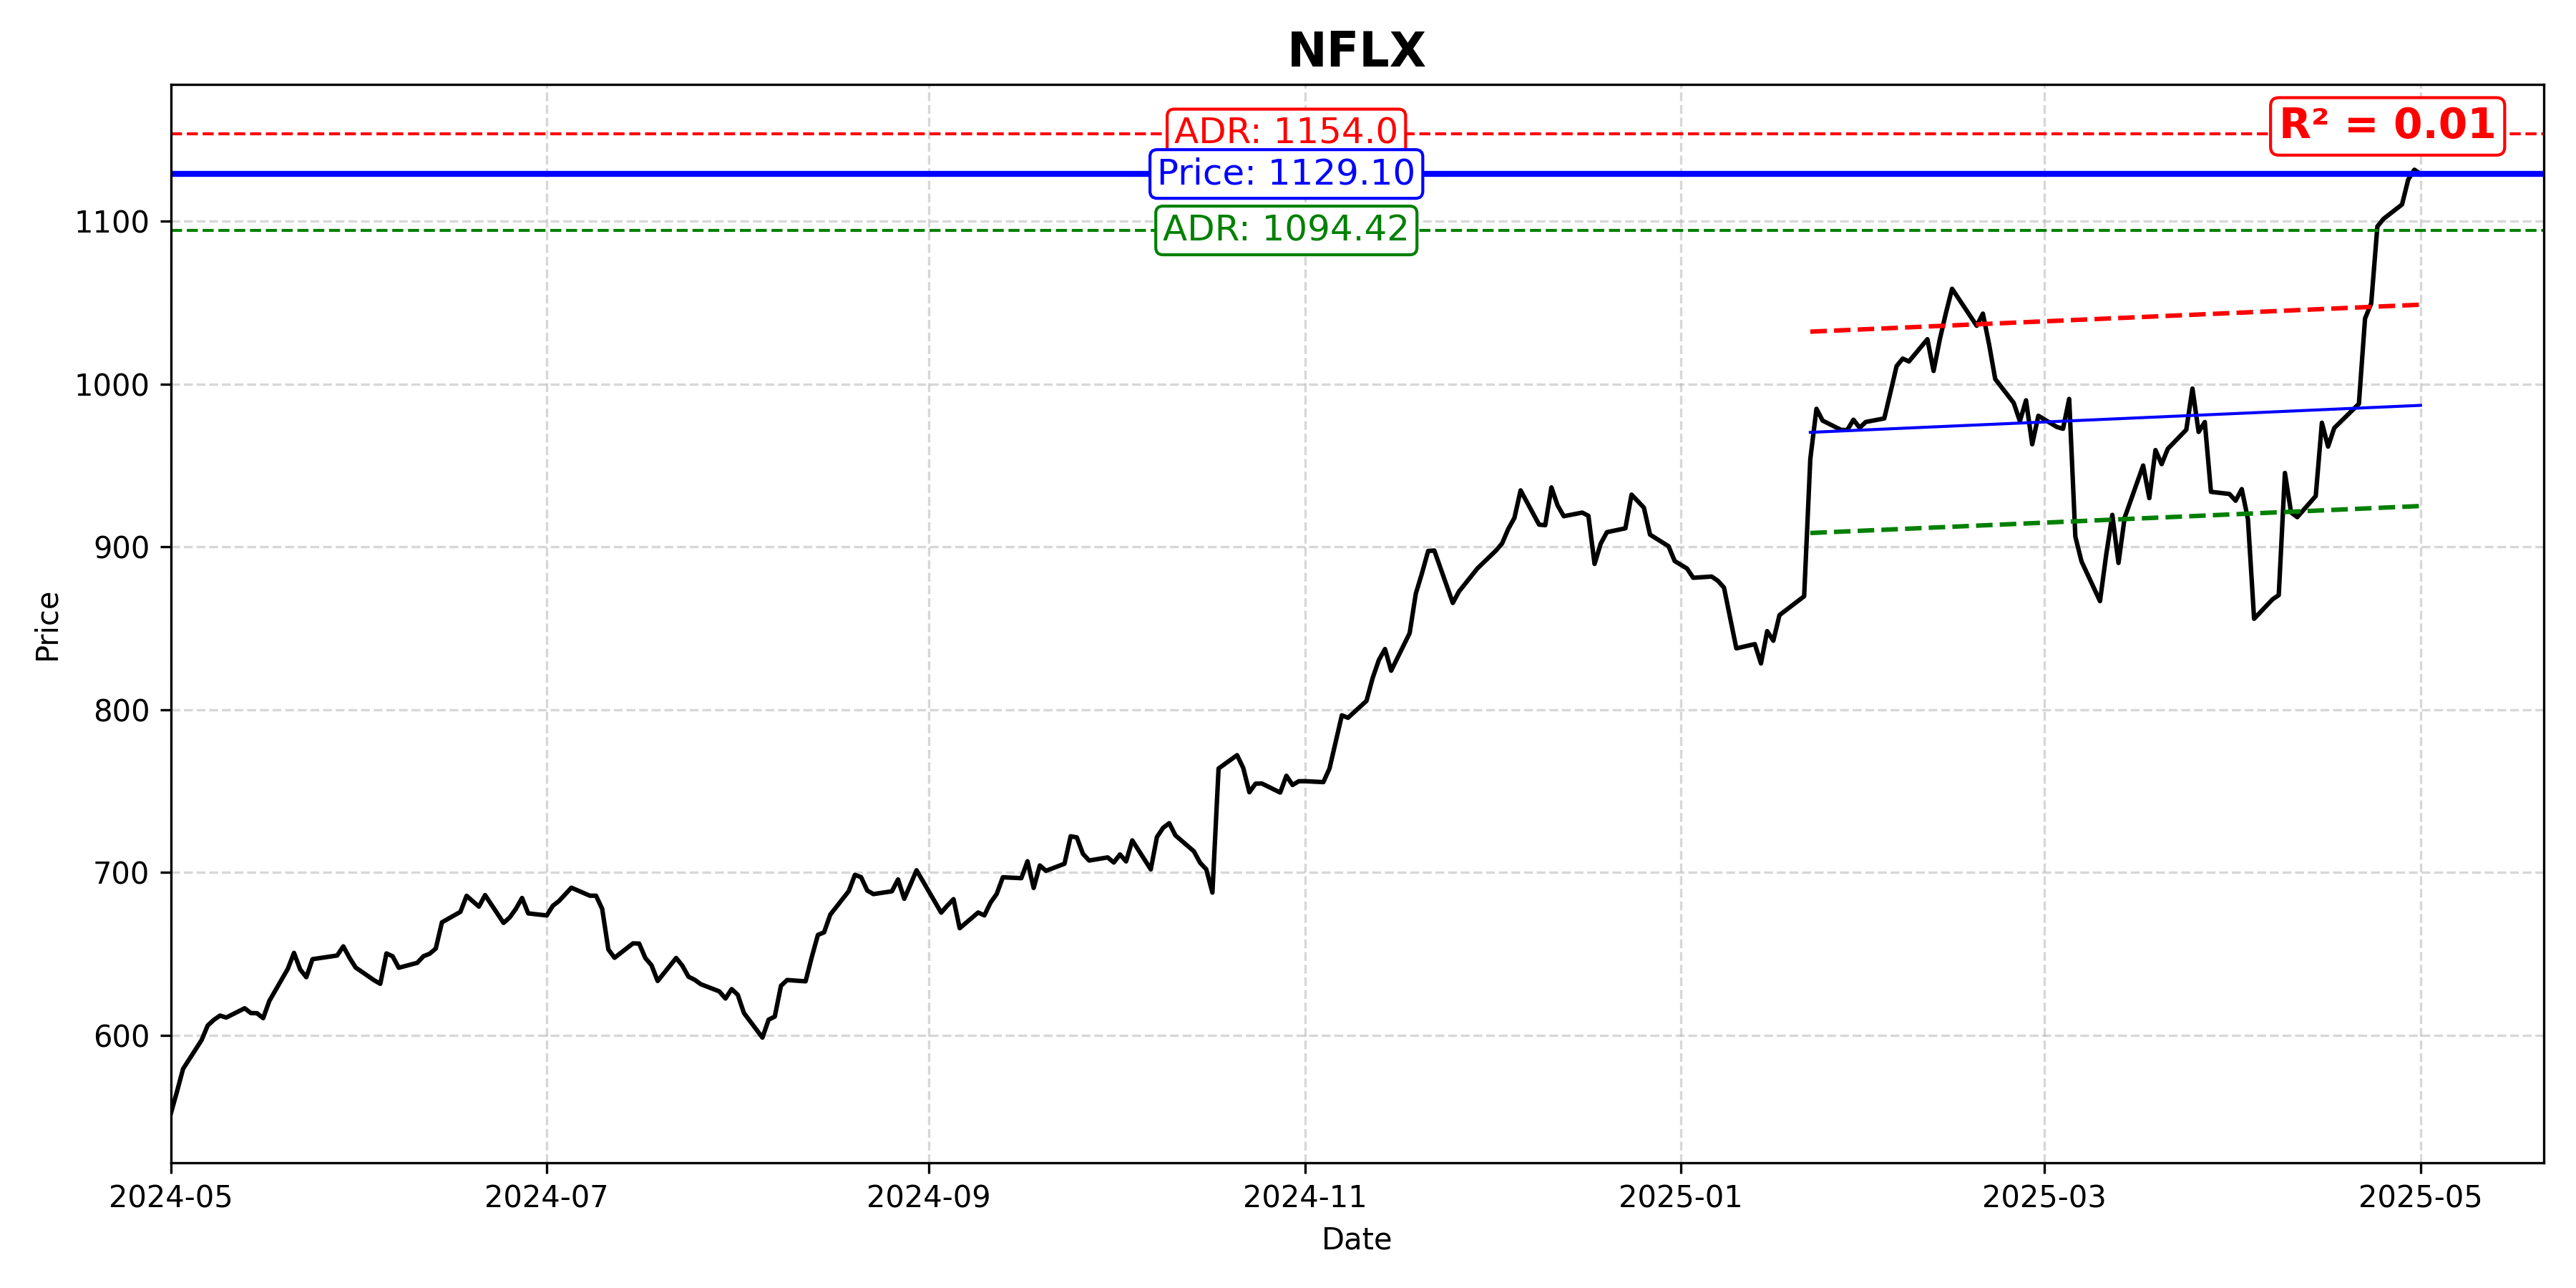 NFLX
ADR: 1154.0
R² = 0.01
Price: 1129.10
ADR: 1094.42
1100
1000
900
800
700
600
Price
2024-05 2024-07 2024-09 2024-11 2025-01 2025-03 2025-05
Date